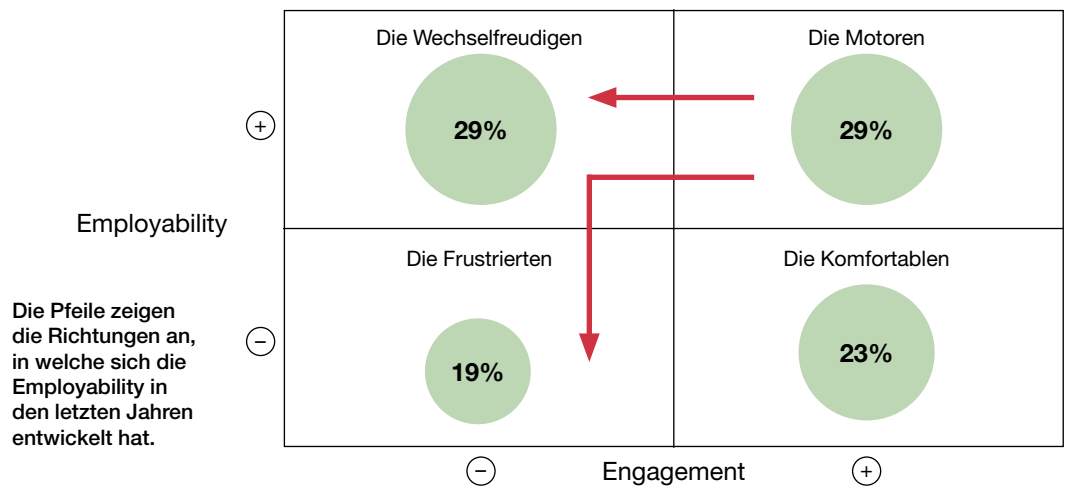 Die Wechselfreudigen
Die Motoren
+
29%
29%
Employability
Die Frustrierten
Die Komfortablen
Die Pfeile zeigen
die Richtungen an,
in welche sich die
Employability in
den letzten Jahren
entwickelt hat.
−
19%
23%
−
Engagement
+